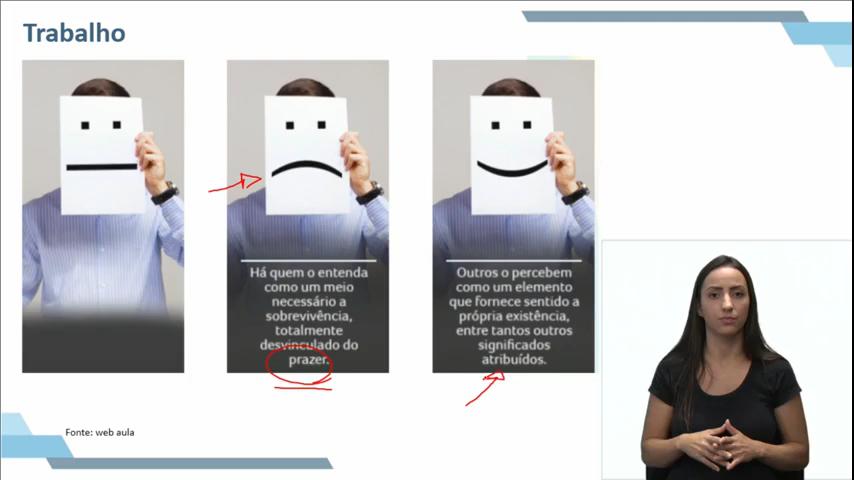 Trabalho
Há quem o entenda
como um meio
necessário a
sobrevivência,
totalmente
desvinculado do
prazer.
Outros o percebem
como um elemento
que fornece sentido a
própria existência,
entre tantos outros
significados
atribuídos.
Fonte: web aula